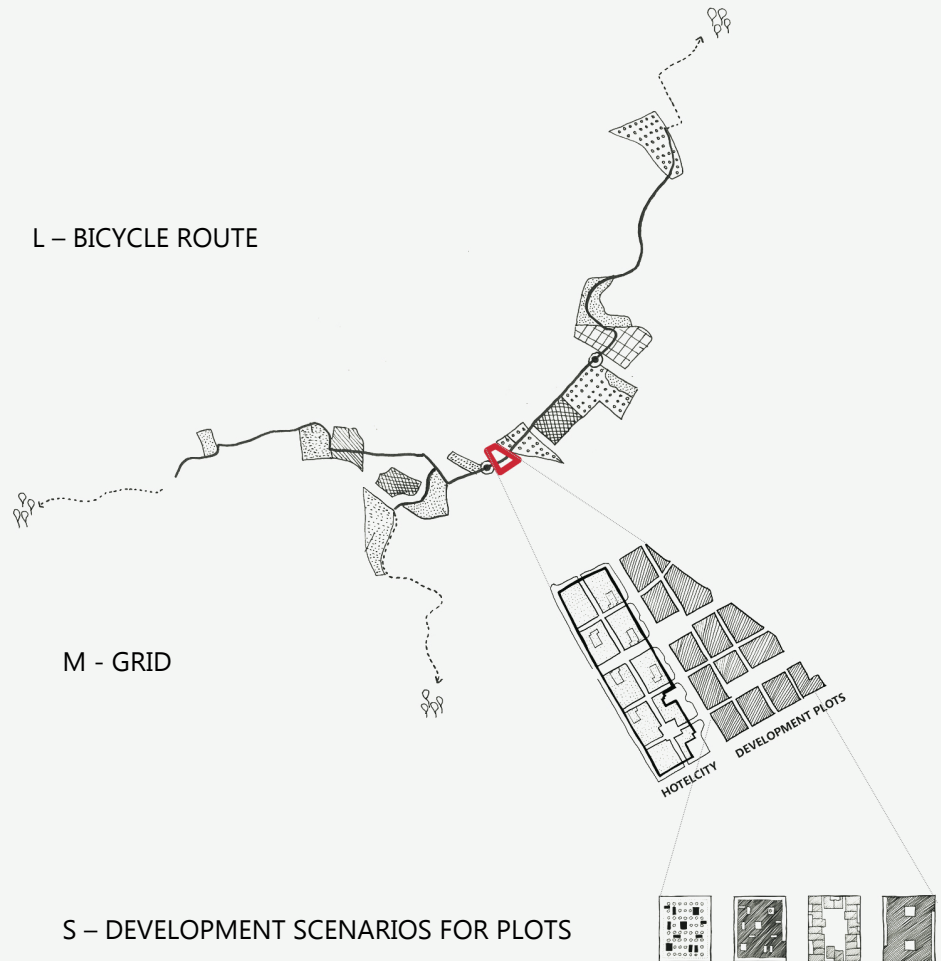 L – BICYCLE ROUTE
M - GRID
HOTELCITY
DEVELOPMENT PLOTS
S – DEVELOPMENT SCENARIOS FOR PLOTS